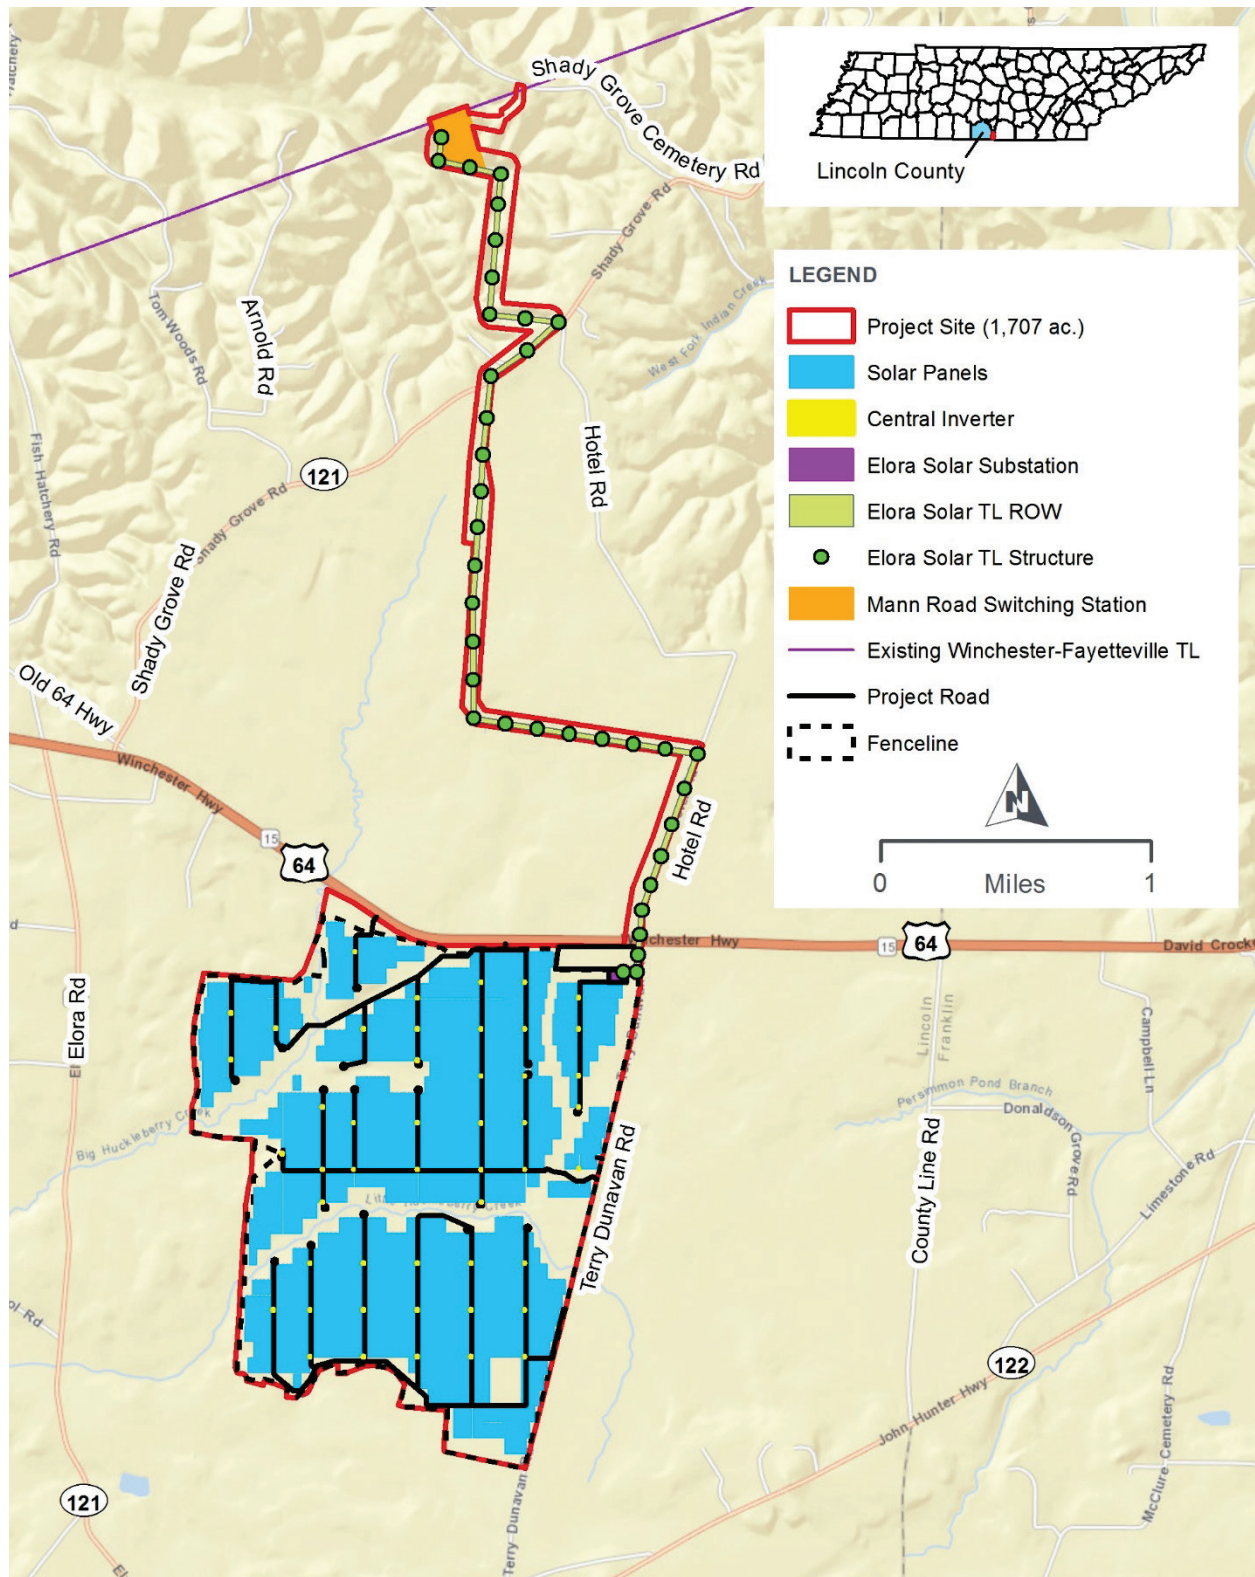 Hatchery Rd
Shady Grove Cemetery Rd
Lincoln County
Shady Grove Rd
West Fork Indian Creek
Tom Woods Rd
Arnold Rd
Fish Hatchery Rd
121
Shady Grove Rd
Shady Grove Rd
Hotel Rd
Old 64 Hwy
Winchester Hwy
15
64
Hotel Rd
LEGEND
Project Site (1,707 ac.)
Solar Panels
Central Inverter
Elora Solar Substation
Elora Solar TL ROW
Elora Solar TL Structure
Mann Road Switching Station
Existing Winchester-Fayetteville TL
Project Road
Fenceline
N
0
Miles
1
Winchester Hwy
15
64
David Crocke
Elora Rd
El
Lincoln
Franklin
Campbell Ln
Persimmon Pond Branch
Donaldson Grove Rd
Limestone Rd
Big Huckleberry Creek
Terry Dunavan Rd
County Line Rd
122
John Hunter Hwy
McClure Cemetery Rd
121
Terry Dunavan
El